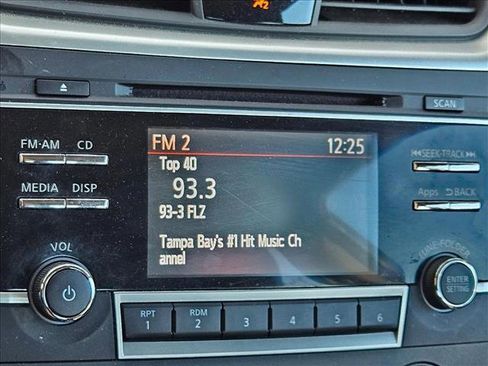 SCAN
FM·AM CD
FM 2 12:25
Top 40
93.3
93-3 FLZ
Tampa Bay's #1 Hit Music Ch
annel
MEDIA DISP
SEEK·TRACK
Apps BACK
VOL
TUNE·FOLDER
ENTER
SETTING
RPT RDM
1 2 3 4 5 6